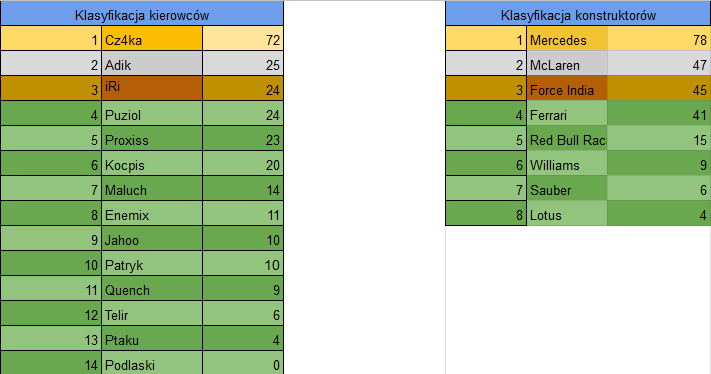 Klasyfikacja kierowców
1 Cz4ka 72
2 Adik 25
3 iRi 24
4 Puziol 24
5 Proxiss 23
6 Kocpis 20
7 Maluch 14
8 Enemix 11
9 Jahoo 10
10 Patryk 10
11 Quench 9
12 Telir 6
13 Ptaku 4
14 Podlaski 0
Klasyfikacja konstruktorów
1 Mercedes 78
2 McLaren 47
3 Force India 45
4 Ferrari 41
5 Red Bull Rac 15
6 Williams 9
7 Sauber 6
8 Lotus 4